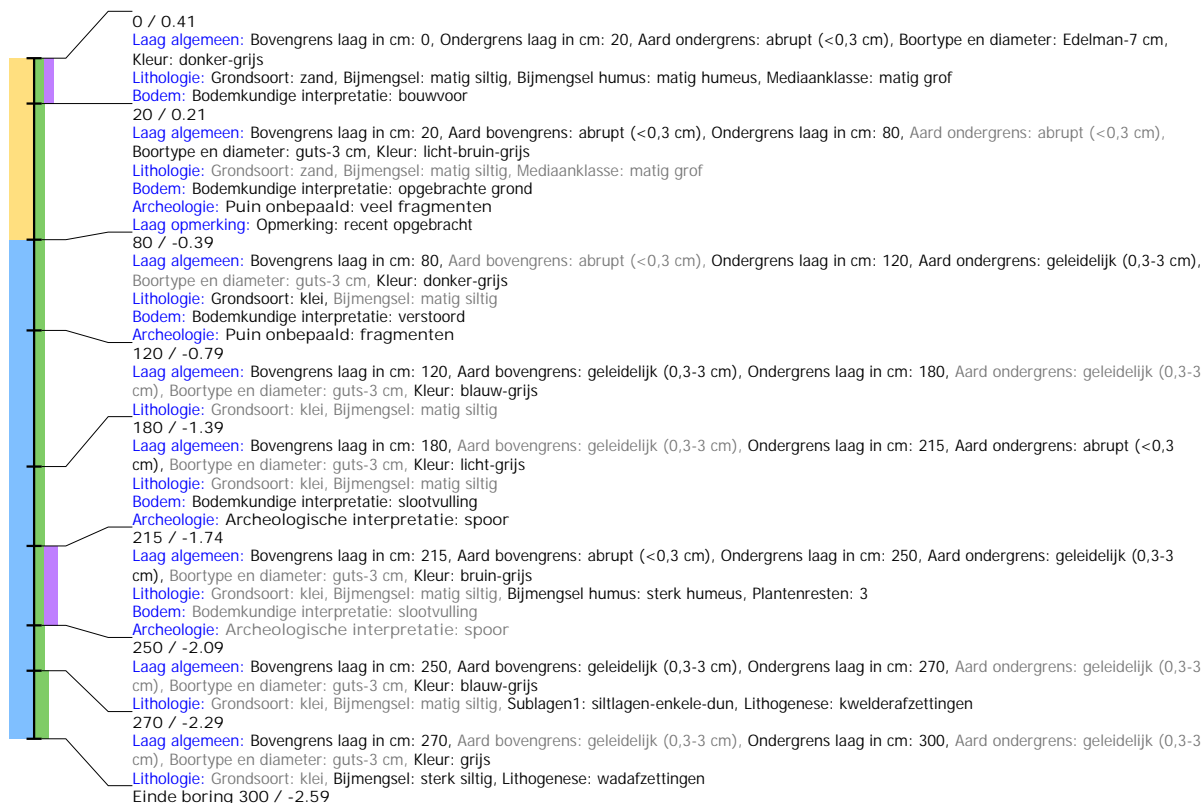 0 / 0.41
Laag algemeen: Bovengrens laag in cm: 0, Ondergrens laag in cm: 20, Aard ondergrens: abrupt (<0,3 cm), Boortype en diameter: Edelman-7 cm,
Kleur: donker-grijs
Lithologie: Grondsoort: zand, Bijmengsel: matig siltig, Bijmengsel humus: matig humeus, Mediaanklasse: matig grof
Bodem: Bodemkundige interpretatie: bouwvoor
20 / 0.21
Laag algemeen: Bovengrens laag in cm: 20, Aard bovengrens: abrupt (<0,3 cm), Ondergrens laag in cm: 80, Aard ondergrens: abrupt (<0,3 cm),
Boortype en diameter: guts-3 cm, Kleur: licht-bruin-grijs
Lithologie: Grondsoort: zand, Bijmengsel: matig siltig, Mediaanklasse: matig grof
Bodem: Bodemkundige interpretatie: opgebrachte grond
Archeologie: Puin onbepaald: veel fragmenten
Laag opmerking: Opmerking: recent opgebracht
80 / -0.39
Laag algemeen: Bovengrens laag in cm: 80, Aard bovengrens: abrupt (<0,3 cm), Ondergrens laag in cm: 120, Aard ondergrens: geleidelijk (0,3-3 cm),
Boortype en diameter: guts-3 cm, Kleur: donker-grijs
Lithologie: Grondsoort: klei, Bijmengsel: matig siltig
Bodem: Bodemkundige interpretatie: verstoord
Archeologie: Puin onbepaald: fragmenten
120 / -0.79
Laag algemeen: Bovengrens laag in cm: 120, Aard bovengrens: geleidelijk (0,3-3 cm), Ondergrens laag in cm: 180, Aard ondergrens: geleidelijk (0,3-3
cm), Boortype en diameter: guts-3 cm, Kleur: blauw-grijs
Lithologie: Grondsoort: klei, Bijmengsel: matig siltig
180 / -1.39
Laag algemeen: Bovengrens laag in cm: 180, Aard bovengrens: geleidelijk (0,3-3 cm), Ondergrens laag in cm: 215, Aard ondergrens: abrupt (<0,3
cm), Boortype en diameter: guts-3 cm, Kleur: licht-grijs
Lithologie: Grondsoort: klei, Bijmengsel: matig siltig
Bodem: Bodemkundige interpretatie: slootvulling
Archeologie: Archeologische interpretatie: spoor
215 / -1.74
Laag algemeen: Bovengrens laag in cm: 215, Aard bovengrens: abrupt (<0,3 cm), Ondergrens laag in cm: 250, Aard ondergrens: geleidelijk (0,3-3
cm), Boortype en diameter: guts-3 cm, Kleur: bruin-grijs
Lithologie: Grondsoort: klei, Bijmengsel: matig siltig, Bijmengsel humus: sterk humeus, Plantenresten: 3
Bodem: Bodemkundige interpretatie: slootvulling
Archeologie: Archeologische interpretatie: spoor
250 / -2.09
Laag algemeen: Bovengrens laag in cm: 250, Aard bovengrens: geleidelijk (0,3-3 cm), Ondergrens laag in cm: 270, Aard ondergrens: geleidelijk (0,3-3
cm), Boortype en diameter: guts-3 cm, Kleur: blauw-grijs
Lithologie: Grondsoort: klei, Bijmengsel: matig siltig, Sublagen1: siltlagen-enkele-dun, Lithogenese: kwelderafzettingen
270 / -2.29
Laag algemeen: Bovengrens laag in cm: 270, Aard bovengrens: geleidelijk (0,3-3 cm), Ondergrens laag in cm: 300, Aard ondergrens: geleidelijk (0,3-3
cm), Boortype en diameter: guts-3 cm, Kleur: grijs
Lithologie: Grondsoort: klei, Bijmengsel: sterk siltig, Lithogenese: wadafzettingen
Einde boring 300 / -2.59